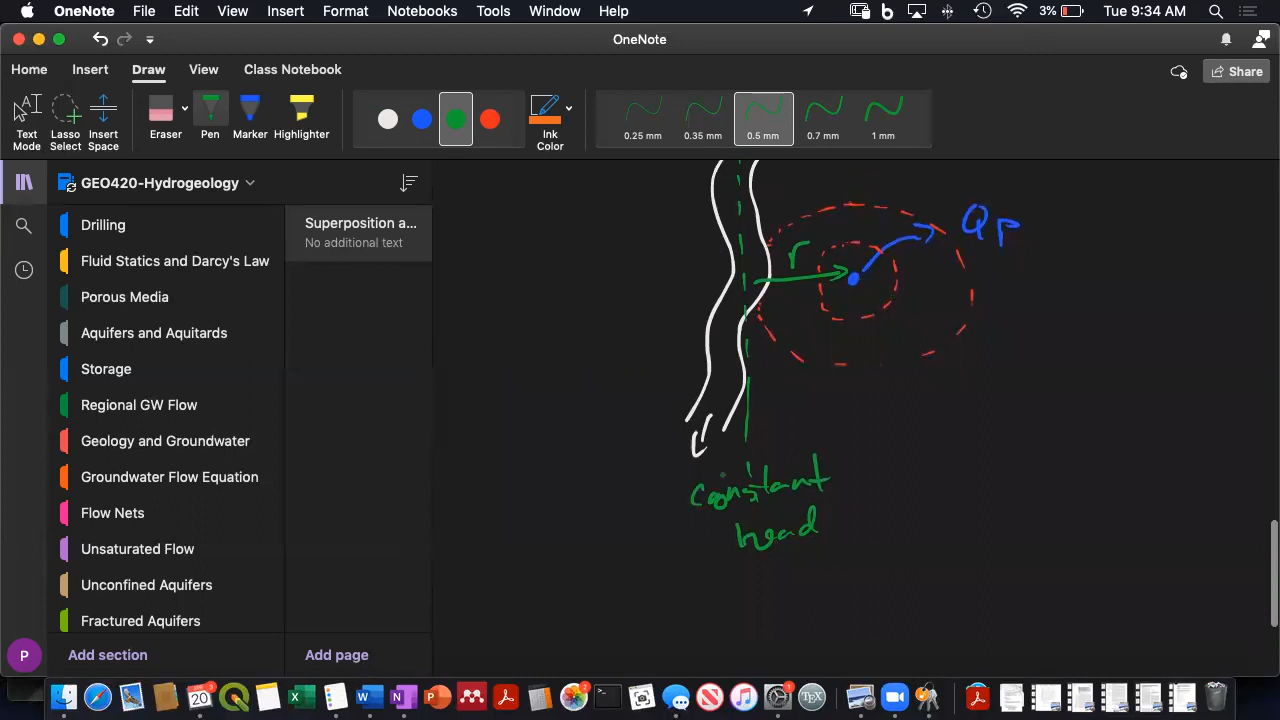 OneNote File Edit View Insert Format Notebooks Tools Window Help 3% Tue 9:34 AM
OneNote
Home Insert Draw View Class Notebook Share
Text Mode
Lasso Select
Insert Space
Eraser
Pen
Marker
Highlighter
Ink Color
0.25 mm
0.35 mm
0.5 mm
0.7 mm
1 mm
GEO420-Hydrogeology
Drilling
Fluid Statics and Darcy's Law
Porous Media
Aquifers and Aquitards
Storage
Regional GW Flow
Geology and Groundwater
Groundwater Flow Equation
Flow Nets
Unsaturated Flow
Unconfined Aquifers
Fractured Aquifers
Add section
Superposition a...
No additional text
Add page
P
Qp
r
constant
head
20
2
1
TEX